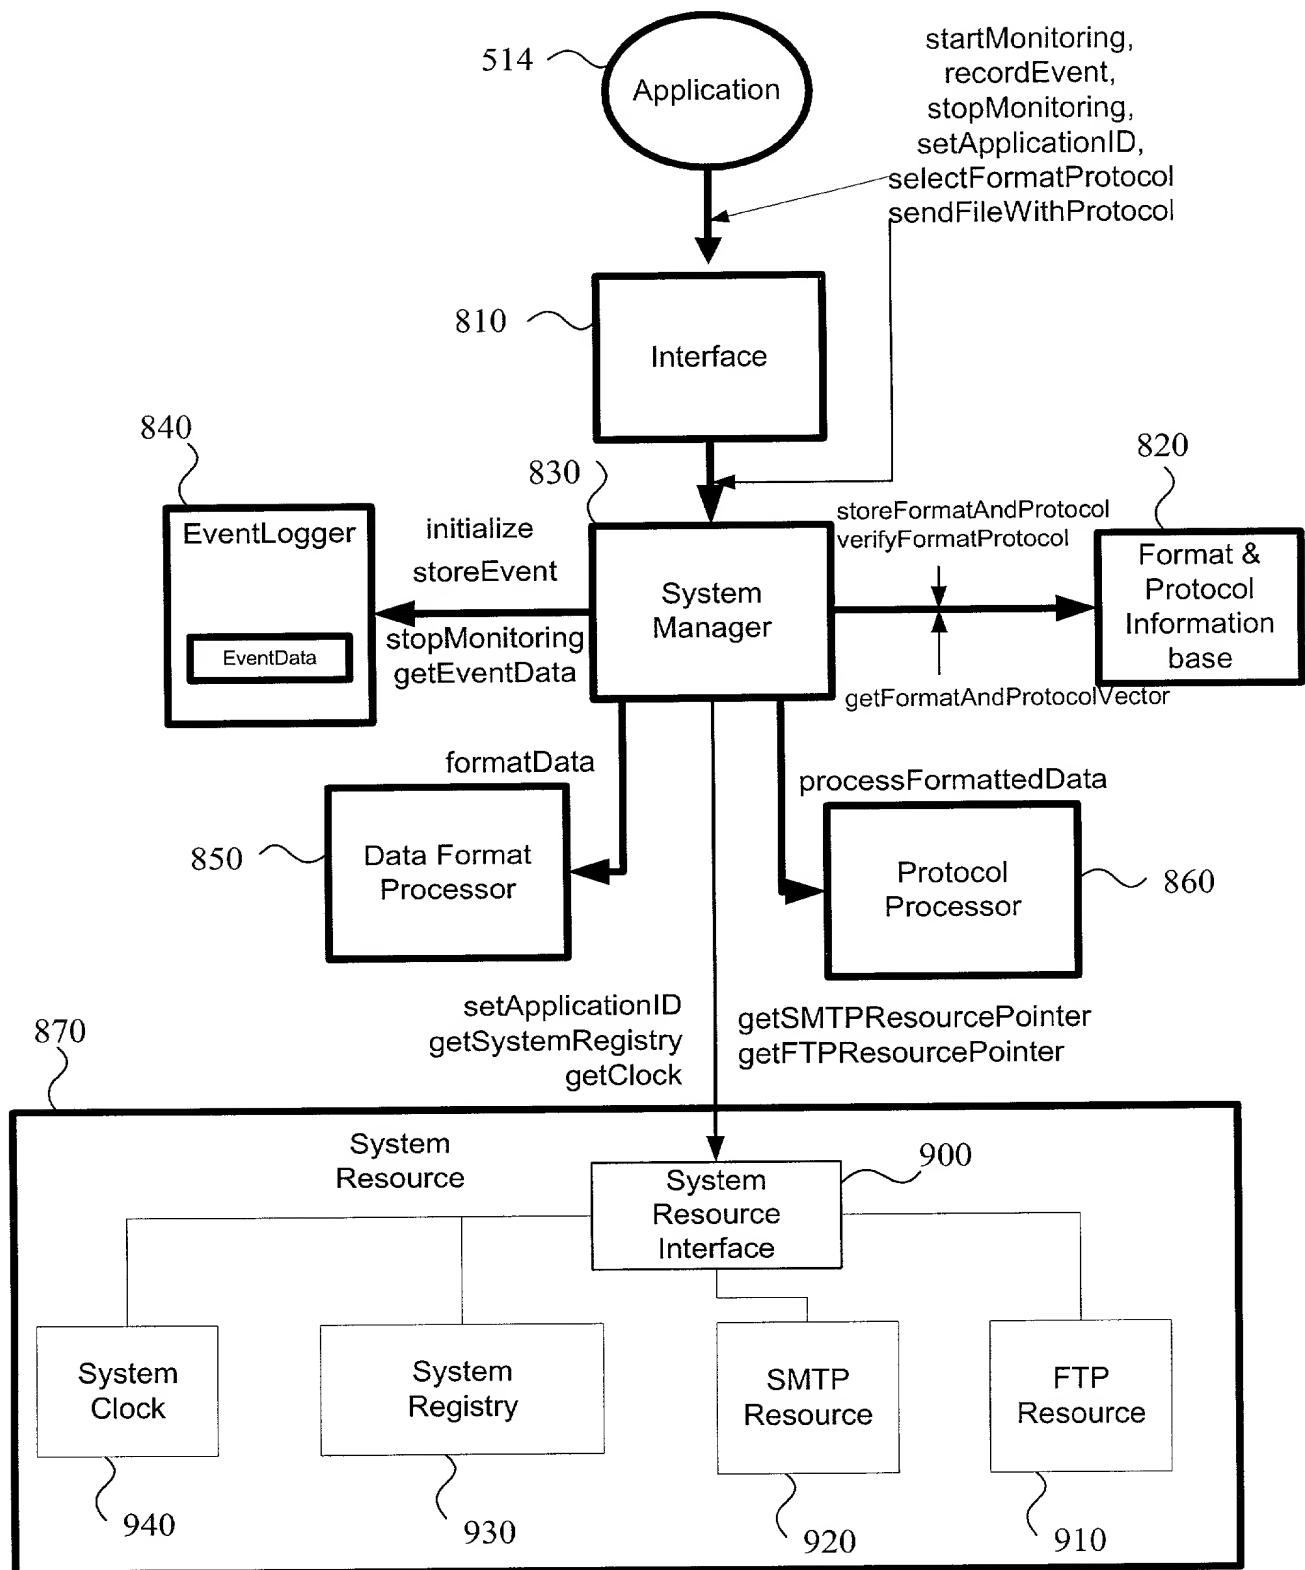 startMonitoring,
recordEvent,
stopMonitoring,
setApplicationID,
selectFormatProtocol
sendFileWithProtocol
514
Application
810
Interface
840
830
820
EventLogger
EventData
initialize
storeEvent
stopMonitoring
getEventData
System
Manager
storeFormatAndProtocol
verifyFormatProtocol
getFormatAndProtocolVector
Format &
Protocol
Information
base
formatData
processFormattedData
850
Data Format
Processor
Protocol
Processor
860
setApplicationID
getSystemRegistry
getClock
getSMTPResourcePointer
getFTPResourcePointer
870
System
Resource
System
Resource
Interface
900
System
Clock
System
Registry
SMTP
Resource
FTP
Resource
940
930
920
910